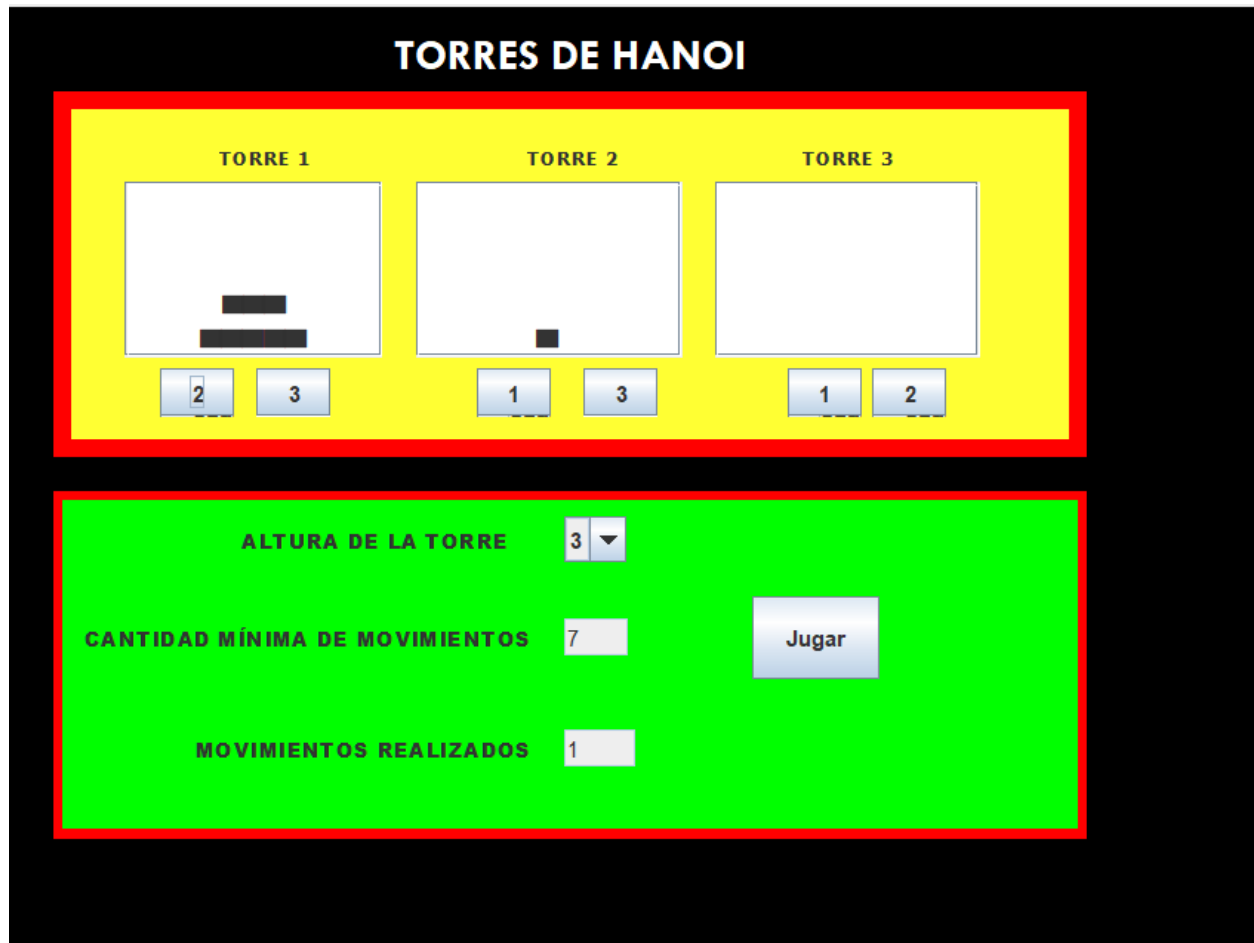 TORRES DE HANOI
TORRE 1 TORRE 2 TORRE 3
2 3 1 3 1 2
ALTURA DE LA TORRE 3
CANTIDAD MÍNIMA DE MOVIMIENTOS 7 Jugar
MOVIMIENTOS REALIZADOS 1